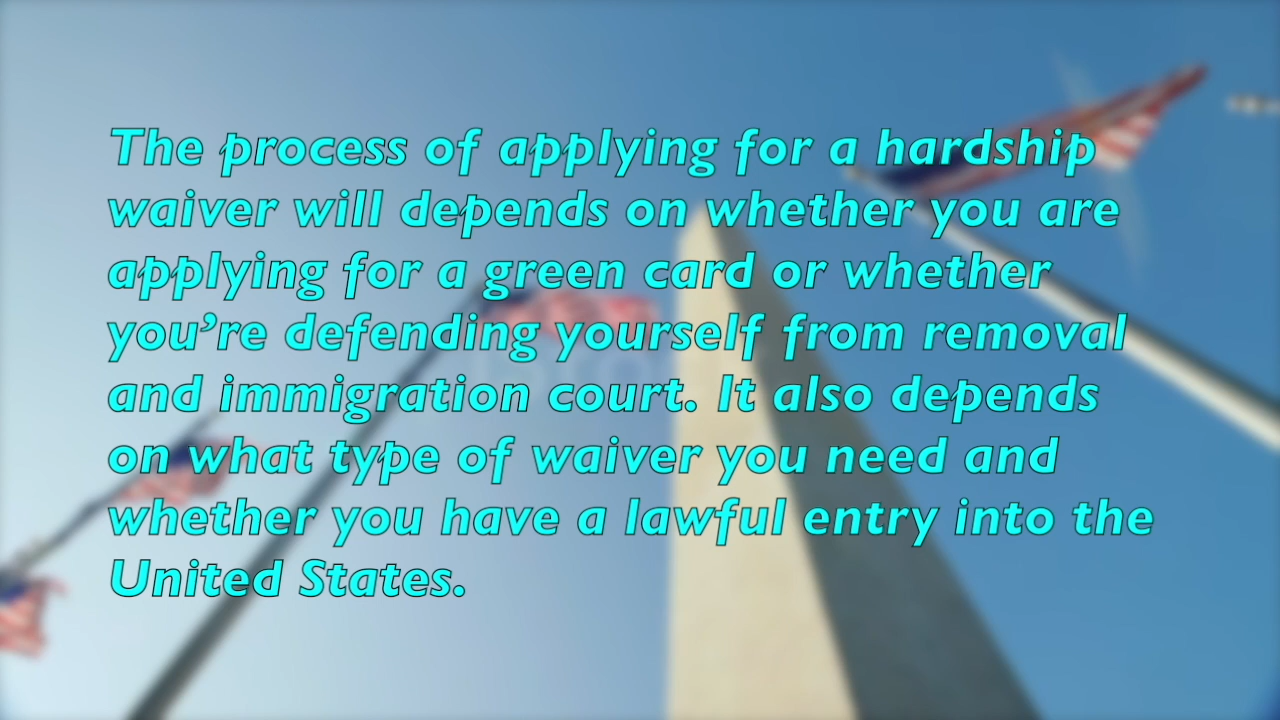 The process of applying for a hardship
waiver will depends on whether you are
applying for a green card or whether
you’re defending yourself from removal
and immigration court. It also depends
on what type of waiver you need and
whether you have a lawful entry into the
United States.